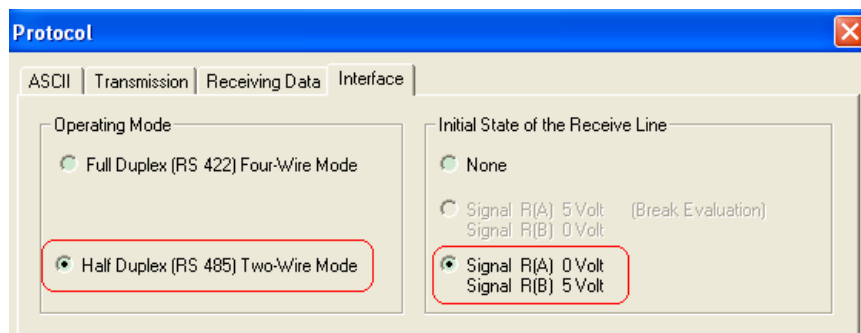 Protocol
ASCII Transmission Receiving Data Interface
Operating Mode
Full Duplex (RS 422) Four-Wire Mode
Half Duplex (RS 485) Two-Wire Mode
Initial State of the Receive Line
None
Signal R(A) 5 Volt (Break Evaluation)
Signal R(B) 0 Volt
Signal R(A) 0 Volt
Signal R(B) 5 Volt